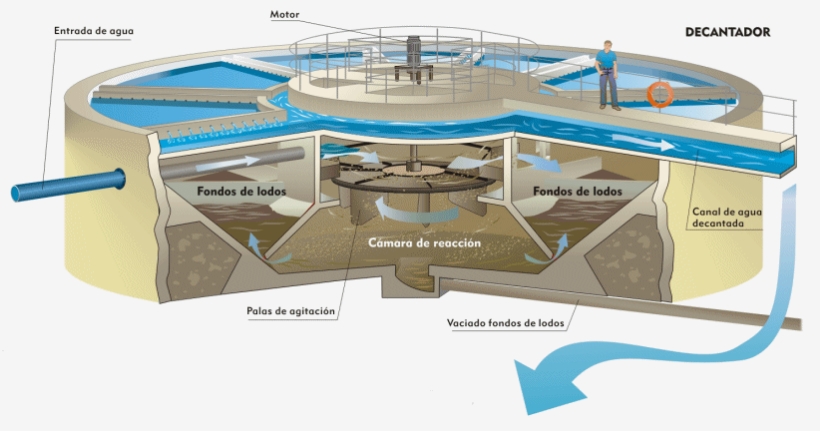 Motor
DECANTADOR
Entrada de agua
Fondos de lodos
Fondos de lodos
Canal de agua
decantada
Cámara de reacción
Palas de agitación
Vaciado fondos de lodos